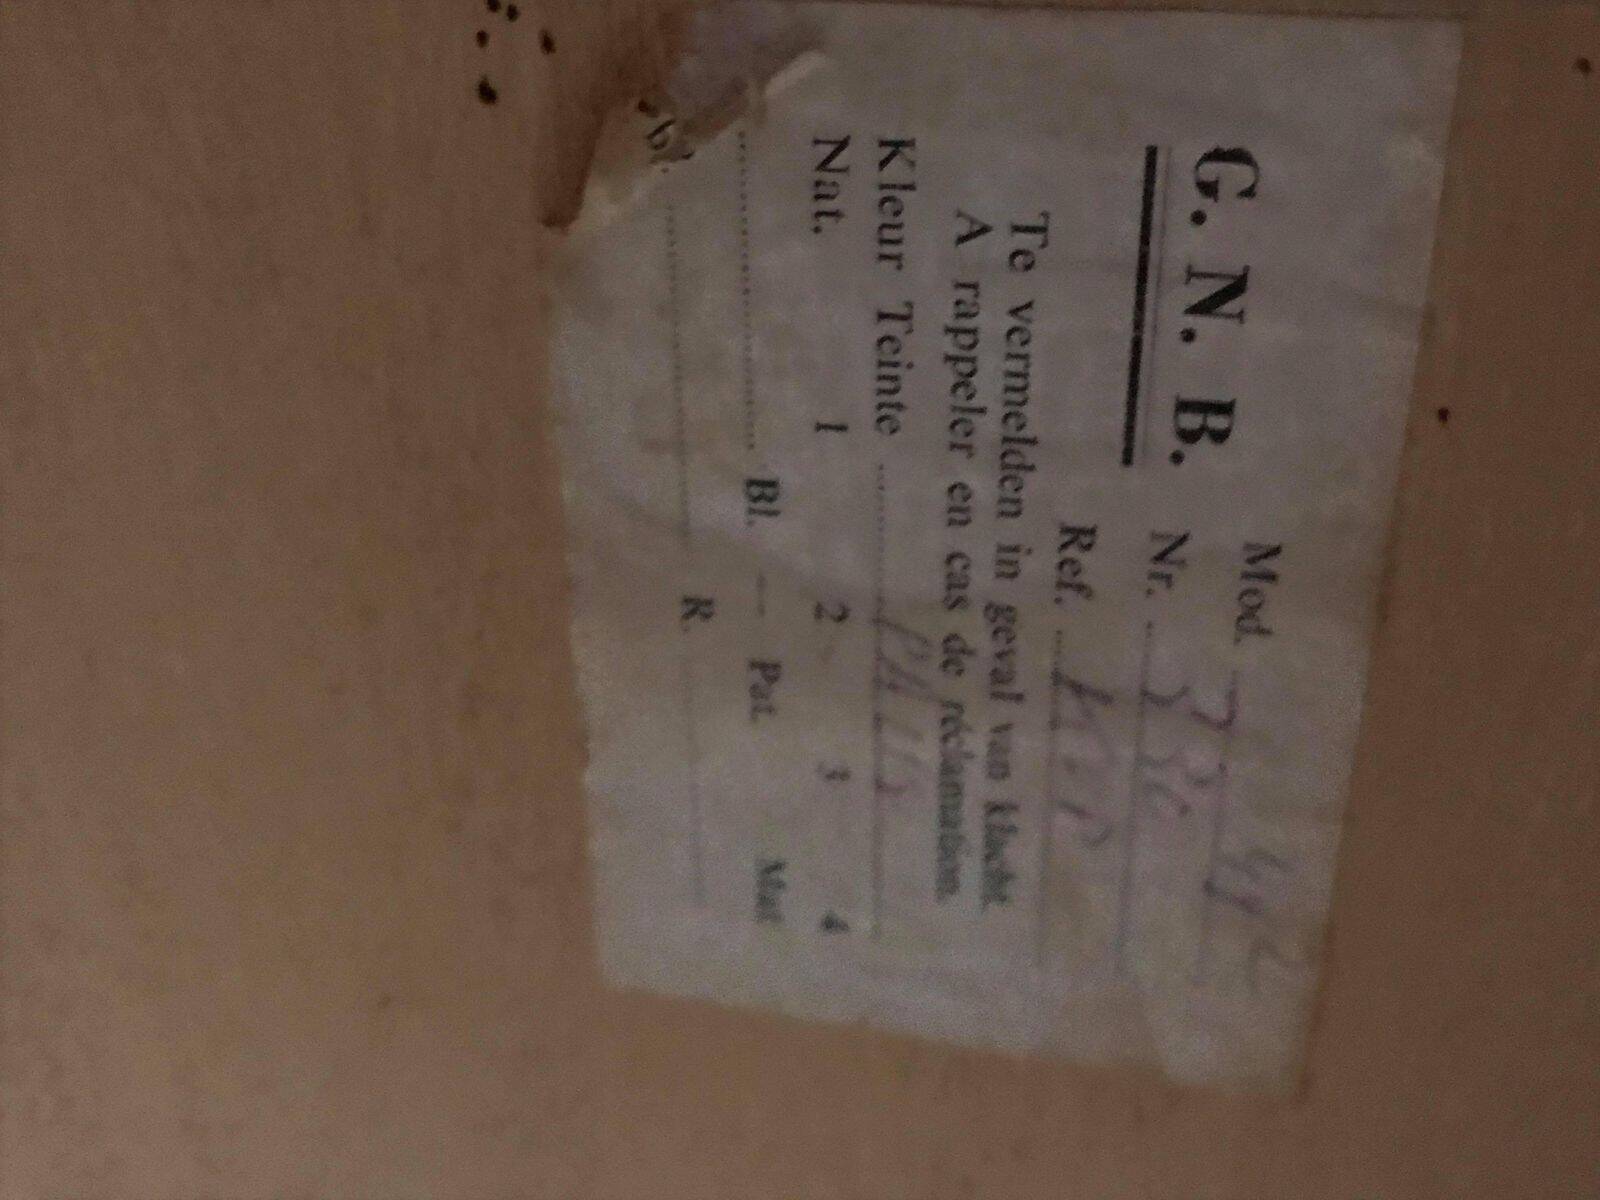 G. N. B.
Mod.
Nr.
Ref.
Te vermelden in geval van klacht
A rappeler en cas de réclamation.
Kleur Teinte
Nat. 1 2 3 4
Bl. — Pat. Mat
R.